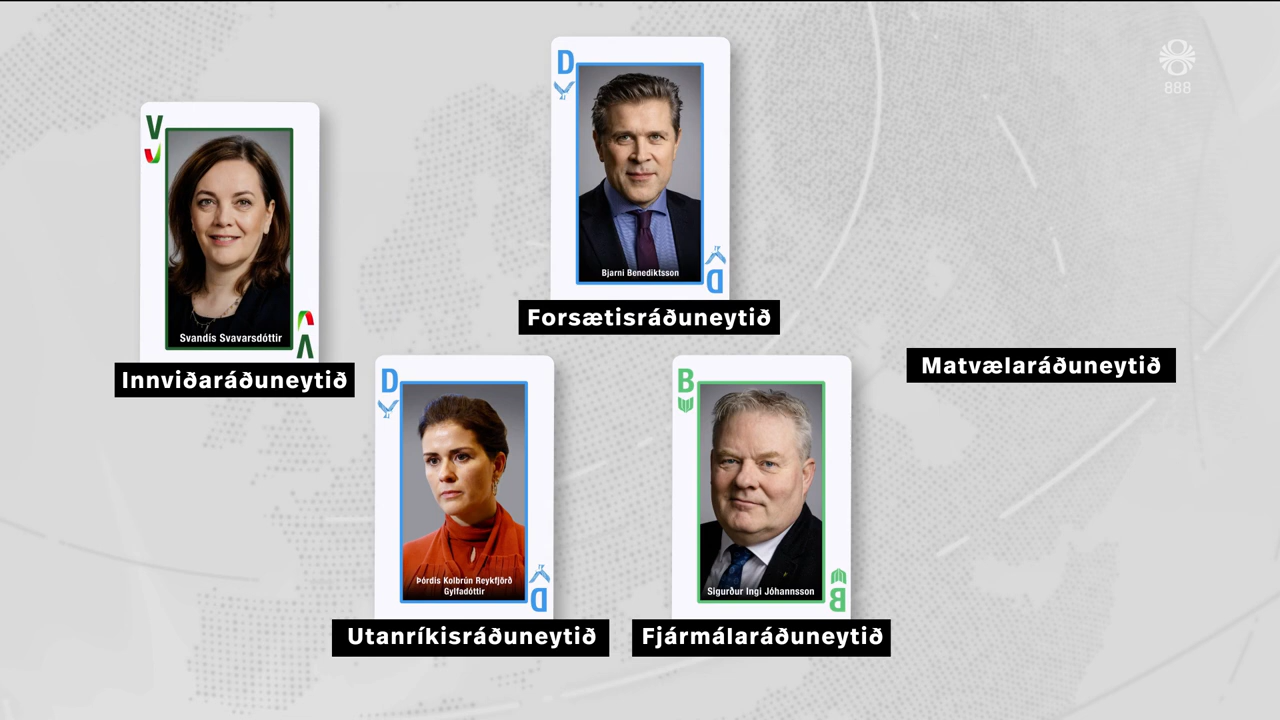 888
V
Svandís Svavarsdóttir
V
Innviðaráðuneytið
D
Bjarni Benediktsson
D
Forsætisráðuneytið
Matvælaráðuneytið
D
Þórdís Kolbrún Reykfjörð
Gylfadóttir
D
Utanríkisráðuneytið
B
Sigurður Ingi Jóhannsson
B
Fjármálaráðuneytið